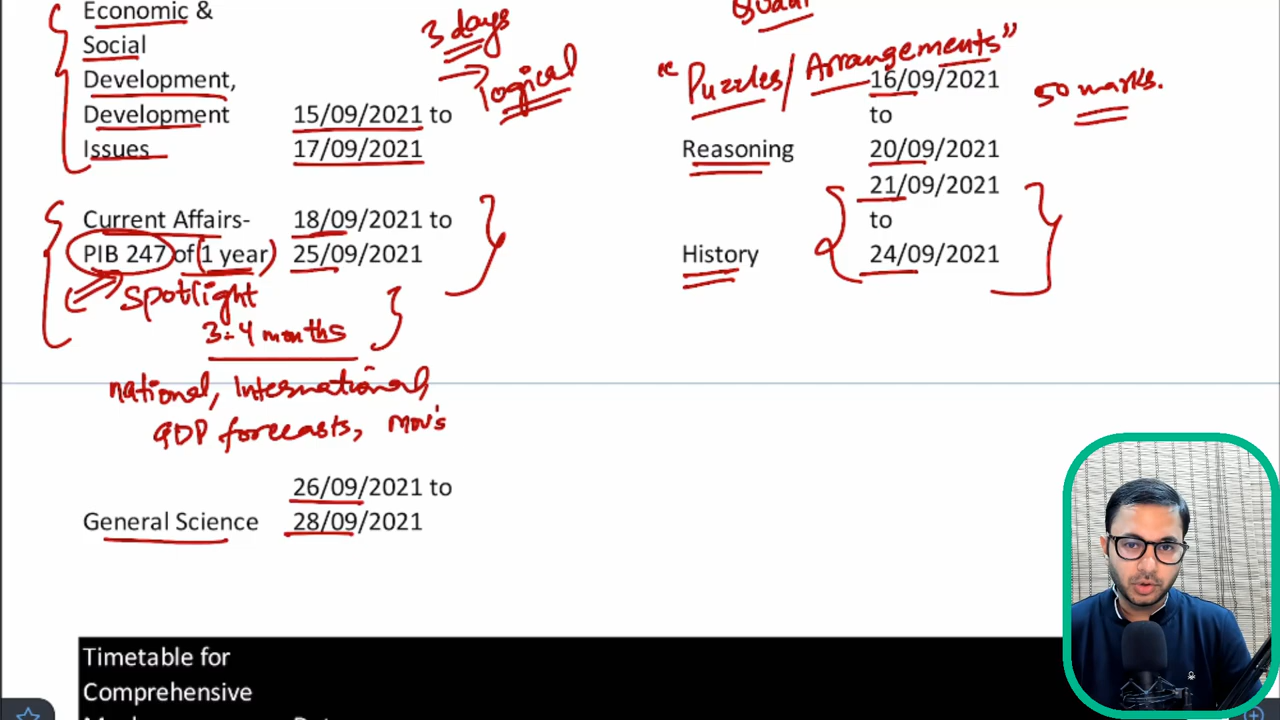 Economic &
Social
Development,
Development
Issues
15/09/2021 to
17/09/2021
3 days
logical
"Puzzles/Arrangements"
50 marks.
16/09/2021
to
Reasoning
20/09/2021
21/09/2021
to
History
24/09/2021
Current Affairs-
PIB 247 of 1 year
18/09/2021 to
25/09/2021
Spotlight
3-4 months
national, International,
GDP forecasts, MoU's
26/09/2021 to
General Science
28/09/2021
Timetable for
Comprehensive